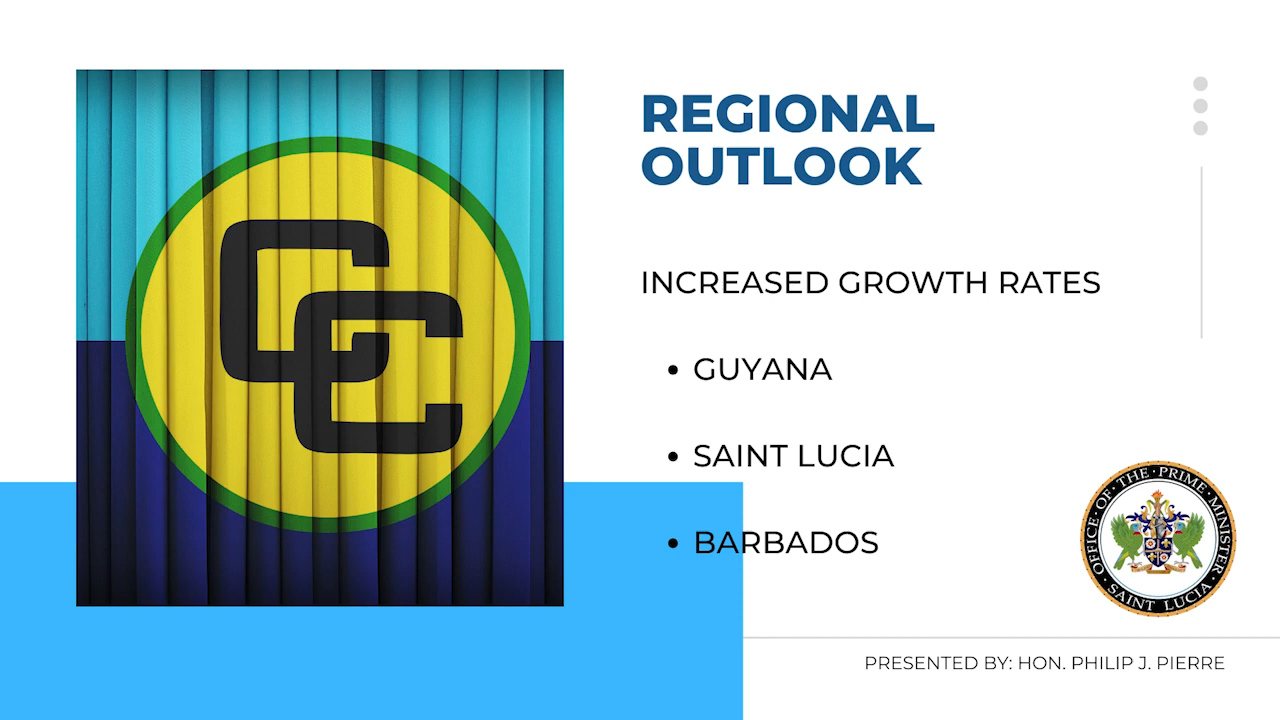 REGIONAL
OUTLOOK
INCREASED GROWTH RATES
• GUYANA
• SAINT LUCIA
• BARBADOS
OFFICE · OF · THE · PRIME · MINISTER
· SAINT LUCIA ·
PRESENTED BY: HON. PHILIP J. PIERRE